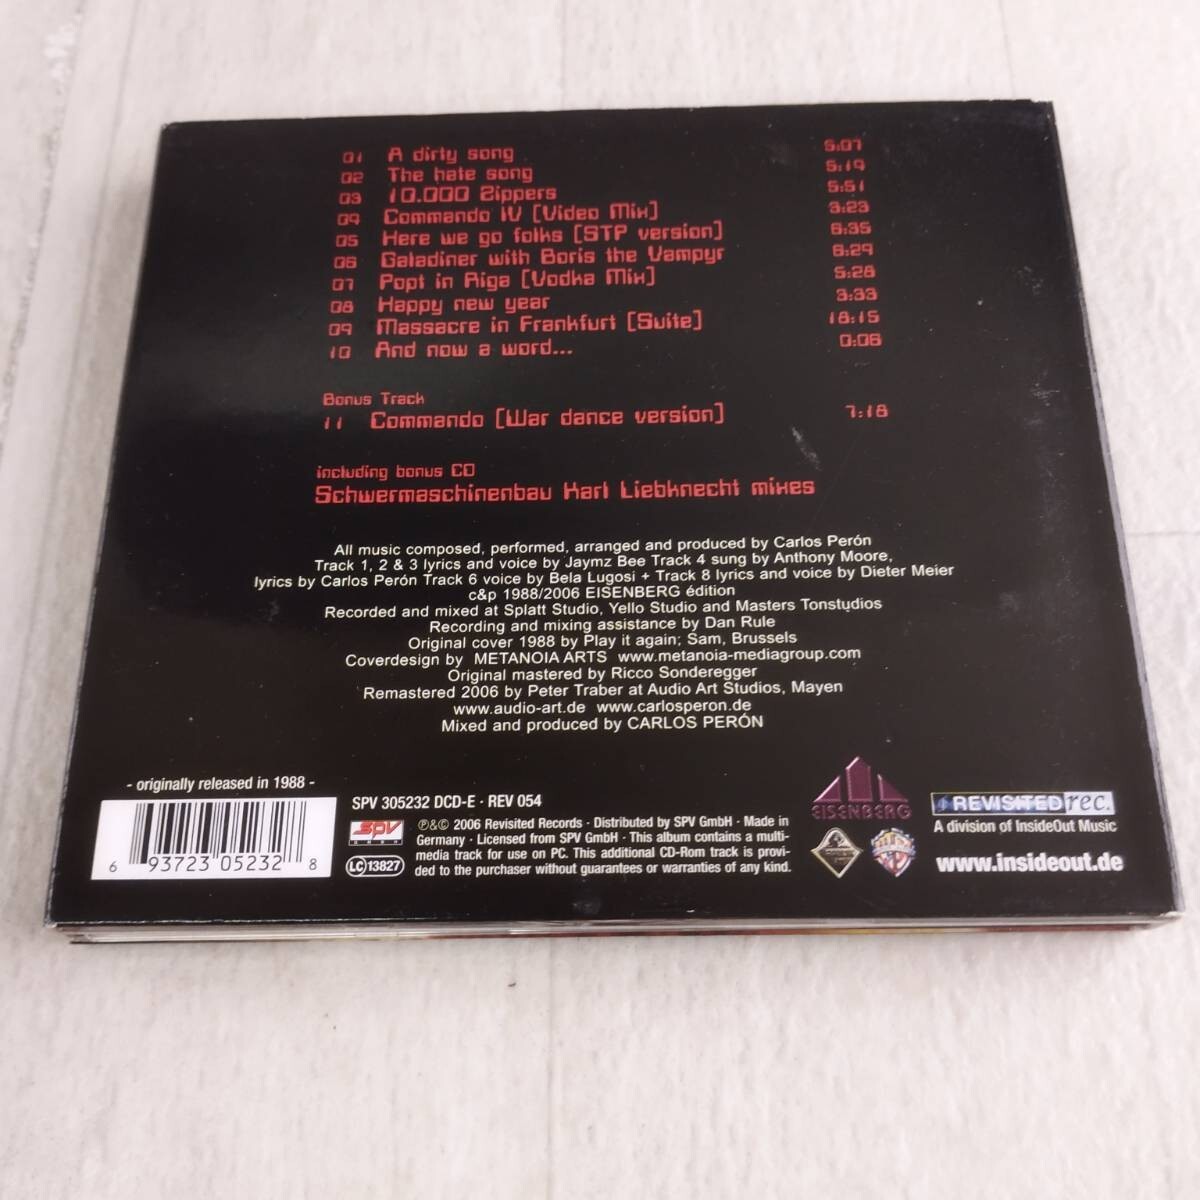 01 A dirty song 5:07
02 The hate song 5:19
03 10.000 Zippers 5:51
04 Commando IV [Video Mix] 3:23
05 Here we go folks [STP version] 6:35
06 Galadiner with Boris the Vampyr 6:29
07 Popt in Riga [Vodka Mix] 5:28
08 Happy new year 3:33
09 Massacre in Frankfurt [Suite] 18:15
10 And now a word... 0:06
Bonus Track
11 Commando [War dance version] 7:18
including bonus CD
Schwermaschinenbau Karl Liebknecht mixes
All music composed, performed, arranged and produced by Carlos Perón
Track 1, 2 & 3 lyrics and voice by Jaymz Bee Track 4 sung by Anthony Moore,
lyrics by Carlos Perón Track 6 voice by Bela Lugosi + Track 8 lyrics and voice by Dieter Meier
c&p 1988/2006 EISENBERG édition
Recorded and mixed at Splatt Studio, Yello Studio and Masters Tonstudios
Recording and mixing assistance by Dan Rule
Original cover 1988 by Play it again; Sam, Brussels
Coverdesign by METANOIA ARTS www.metanoia-mediagroup.com
Original mastered by Ricco Sonderegger
Remastered 2006 by Peter Traber at Audio Art Studios, Mayen
www.audio-art.de www.carlosperon.de
Mixed and produced by CARLOS PERÓN
- originally released in 1988 -
6 93723 05232 8
SPV 305232 DCD-E · REV 054
SPV
GMBH
LC 13827
℗&© 2006 Revisited Records · Distributed by SPV GmbH · Made in
Germany · Licensed from SPV GmbH · This album contains a multi-
media track for use on PC. This additional CD-Rom track is provi-
ded to the purchaser without guarantees or warranties of any kind.
EISENBERG
REVISITED rec.
A division of InsideOut Music
www.insideout.de